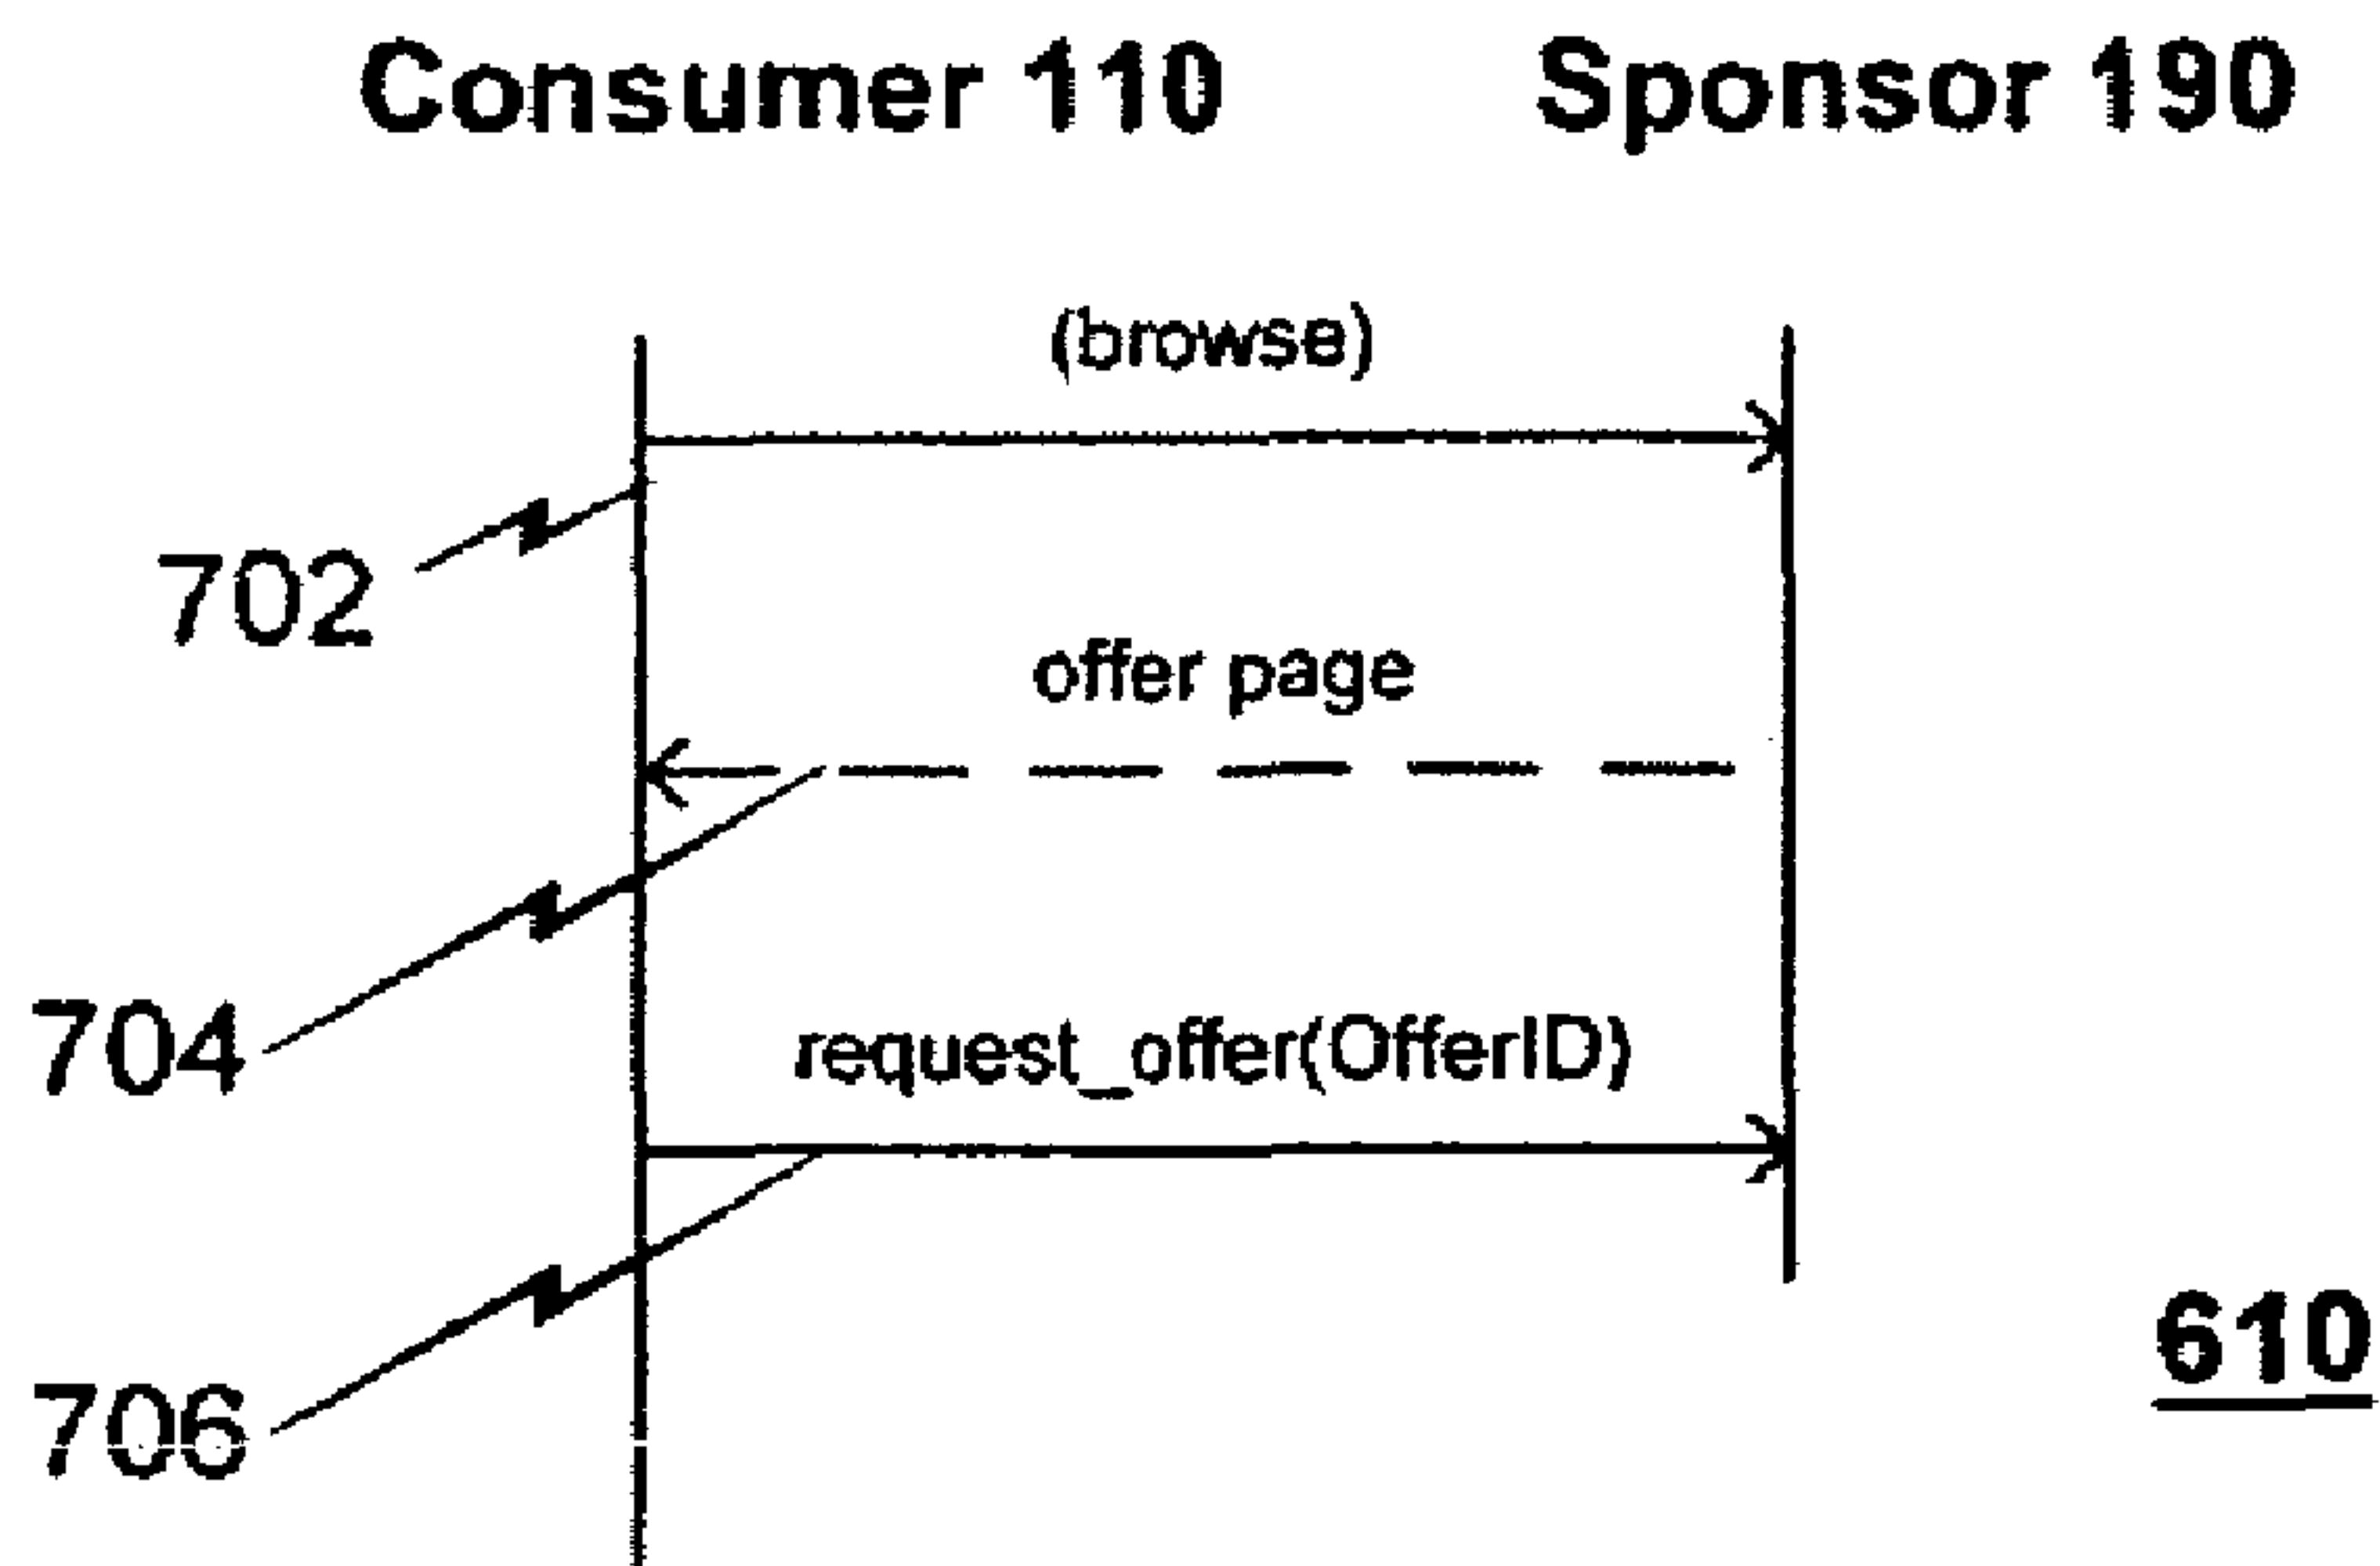 Consumer 110 Sponsor 190
(browse)
702
offer page
704
request_offer(OfferID)
610
706